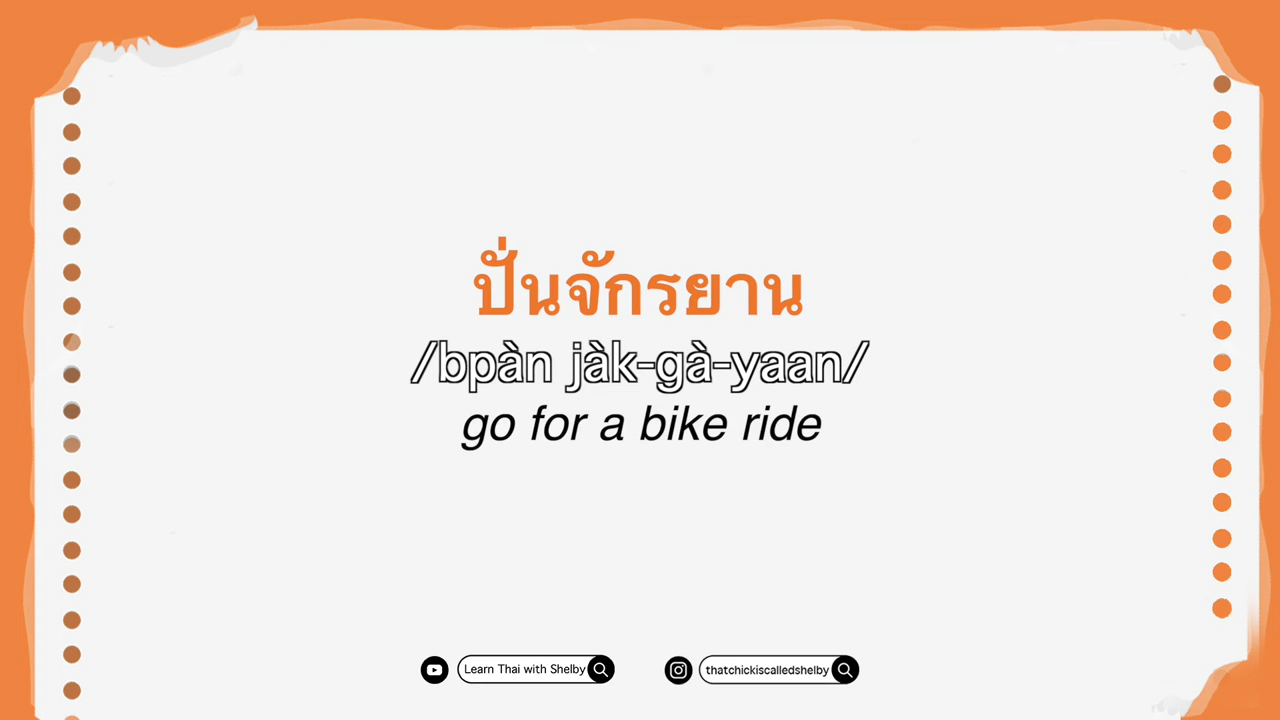 ปั่นจักรยาน
/bpàn jàk-gà-yaan/
go for a bike ride
Learn Thai with Shelby
thatchickiscalledshelby